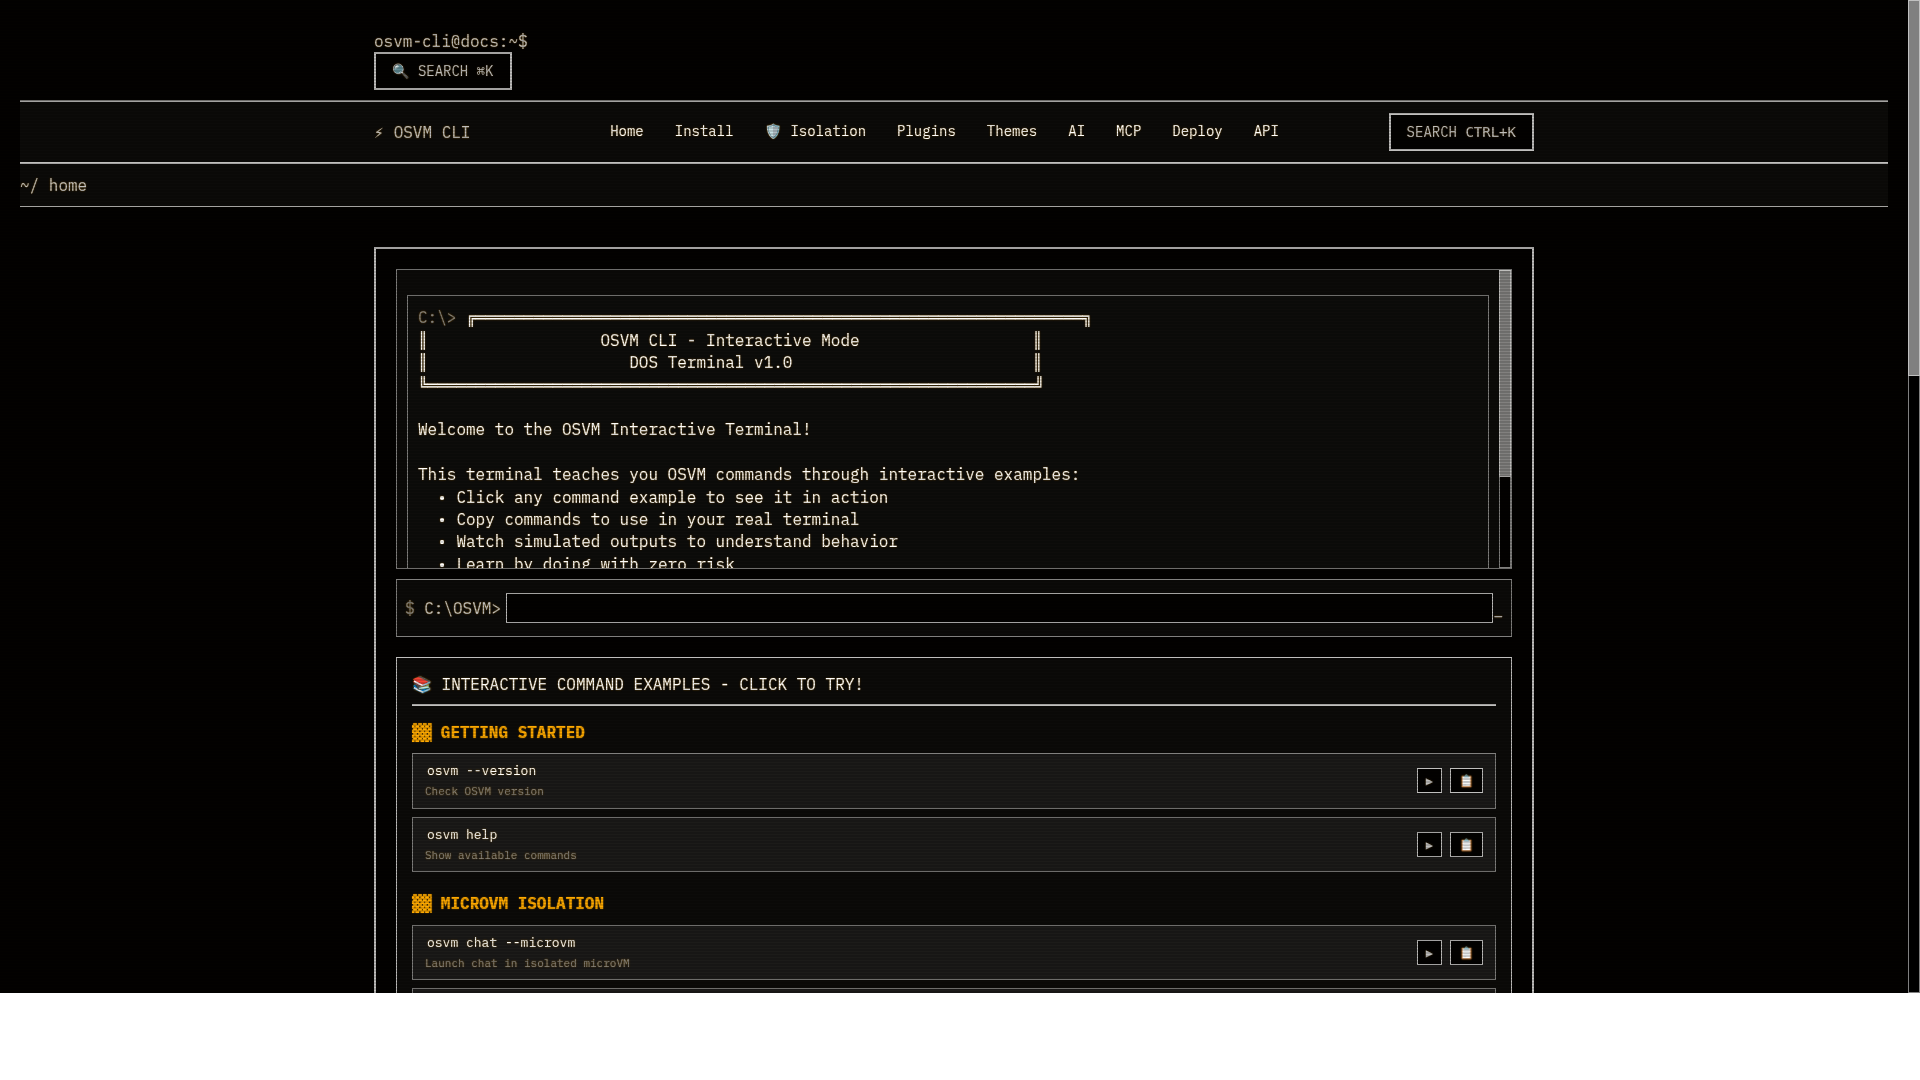 osvm-cli@docs:~$
🔍 SEARCH ⌘K
⚡ OSVM CLI
Home Install 🛡️ Isolation Plugins Themes AI MCP Deploy API
SEARCH CTRL+K
~/ home
C:\> ╔════════════════════════════════════════════════════════════════╗
║ OSVM CLI - Interactive Mode ║
║ DOS Terminal v1.0 ║
╚════════════════════════════════════════════════════════════════╝
Welcome to the OSVM Interactive Terminal!
This terminal teaches you OSVM commands through interactive examples:
• Click any command example to see it in action
• Copy commands to use in your real terminal
• Watch simulated outputs to understand behavior
• Learn by doing with zero risk
$ C:\OSVM> _
📚 INTERACTIVE COMMAND EXAMPLES - CLICK TO TRY!
▓▓ GETTING STARTED
osvm --version
Check OSVM version
▶ 📋
osvm help
Show available commands
▶ 📋
▓▓ MICROVM ISOLATION
osvm chat --microvm
Launch chat in isolated microVM
▶ 📋